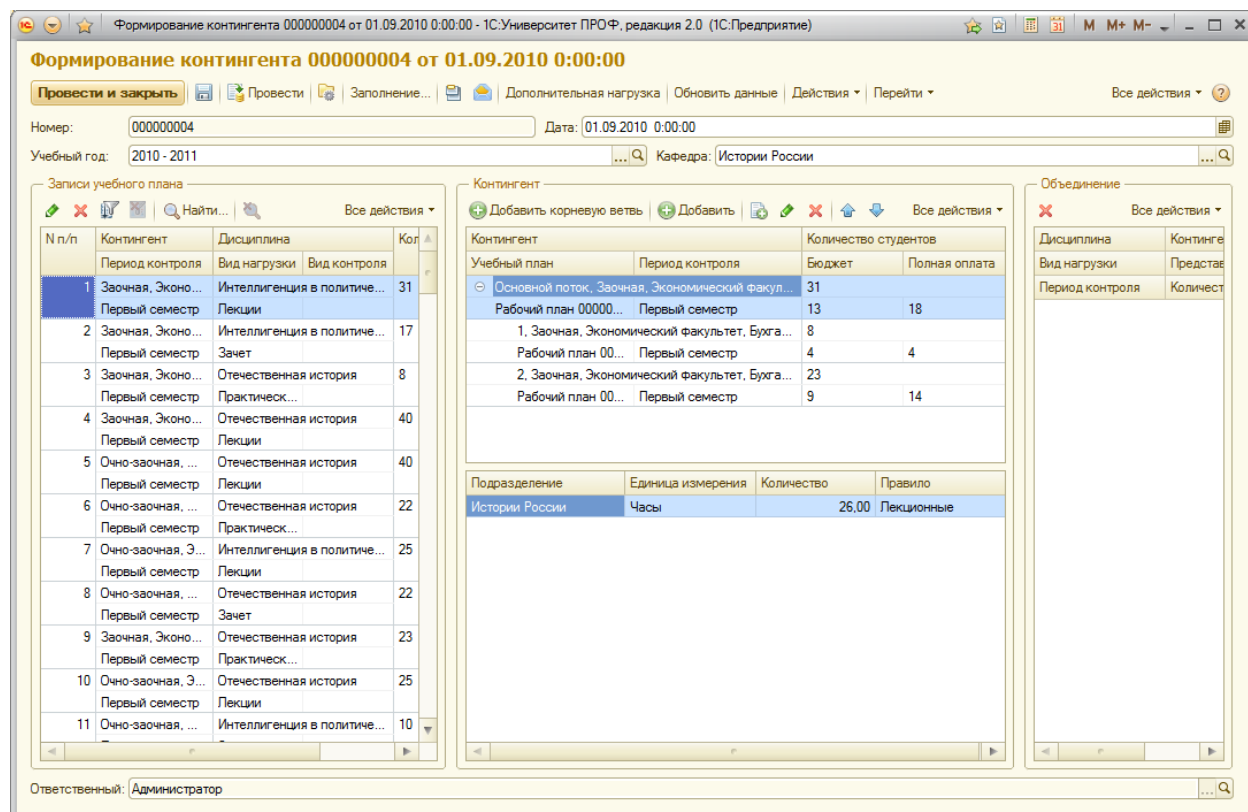 Формирование контингента 000000004 от 01.09.2010 0:00:00 - 1С:Университет ПРОФ, редакция 2.0 (1С:Предприятие) 31 M M+ M-
Формирование контингента 000000004 от 01.09.2010 0:00:00
Провести и закрыть Провести Заполнение... Дополнительная нагрузка Обновить данные Действия Перейти Все действия ?
Номер: 000000004 Дата: 01.09.2010 0:00:00
Учебный год: 2010 - 2011 ... Кафедра: Истории России ...
Записи учебного плана Контингент Объединение
Найти... Все действия Добавить корневую ветвь Добавить Все действия Все действия
N п/п Контингент Дисциплина Кол Контингент Количество студентов Дисциплина Континге
Период контроля Вид нагрузки Вид контроля Учебный план Период контроля Бюджет Полная оплата Вид нагрузки Представ
1 Заочная, Эконо... Интеллигенция в политиче... 31 Основной поток, Заочная, Экономический факул... 31 Период контроля Количест
Первый семестр Лекции Рабочий план 00000... Первый семестр 13 18
2 Заочная, Эконо... Интеллигенция в политиче... 17 1, Заочная, Экономический факультет, Бухга... 8
Первый семестр Зачет Рабочий план 00... Первый семестр 4 4
3 Заочная, Эконо... Отечественная история 8 2, Заочная, Экономический факультет, Бухга... 23
Первый семестр Практическ... Рабочий план 00... Первый семестр 9 14
4 Заочная, Эконо... Отечественная история 40
Первый семестр Лекции
5 Очно-заочная, ... Отечественная история 40
Первый семестр Лекции Подразделение Единица измерения Количество Правило
6 Очно-заочная, ... Отечественная история 22 Истории России Часы 26,00 Лекционные
Первый семестр Практическ...
7 Очно-заочная, Э... Интеллигенция в политиче... 25
Первый семестр Лекции
8 Очно-заочная, ... Отечественная история 22
Первый семестр Зачет
9 Заочная, Эконо... Отечественная история 23
Первый семестр Практическ...
10 Очно-заочная, Э... Отечественная история 25
Первый семестр Лекции
11 Очно-заочная, ... Интеллигенция в политиче... 10
Ответственный: Администратор ...